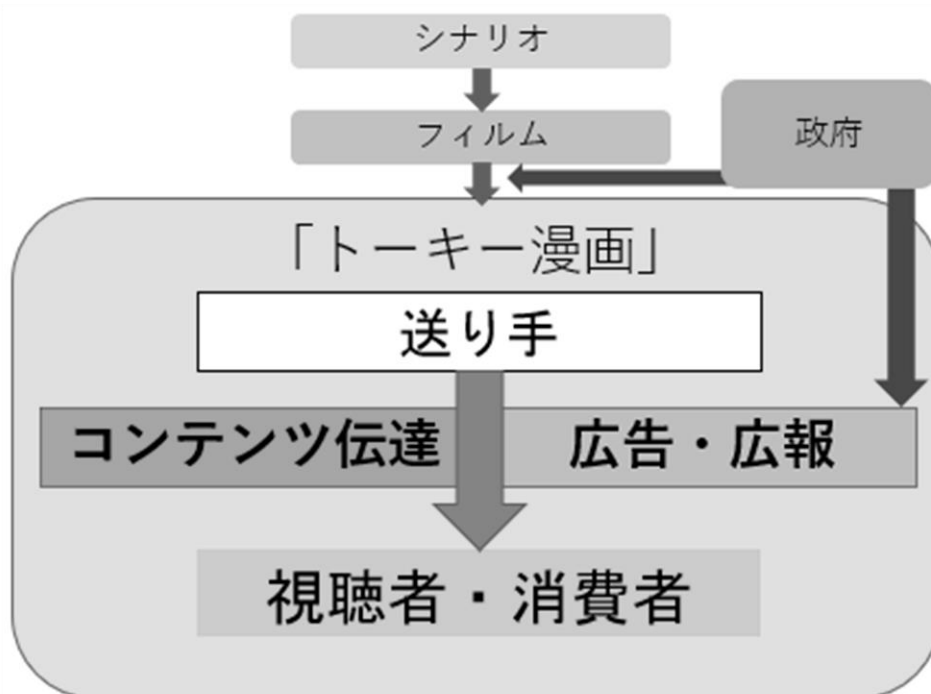 シナリオ
フィルム
政府
「トーキー漫画」
送り手
コンテンツ伝達
広告・広報
視聴者・消費者